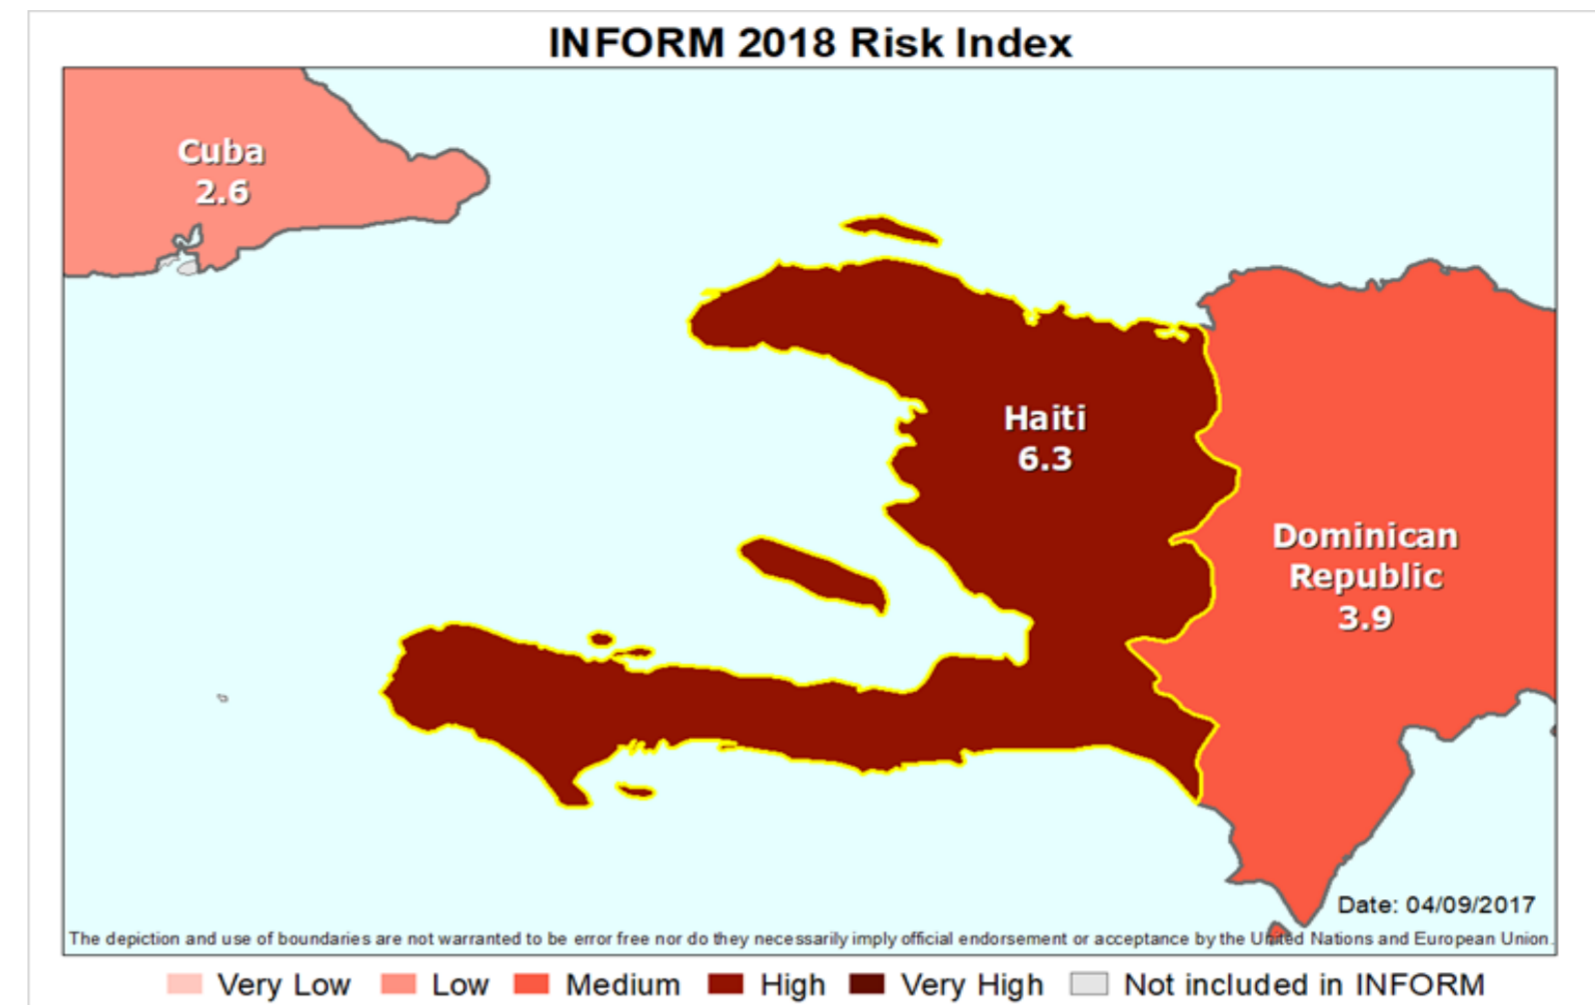 INFORM 2018 Risk Index
Cuba
2.6
Haiti
6.3
Dominican
Republic
3.9
Date: 04/09/2017
The depiction and use of boundaries are not warranted to be error free nor do they necessarily imply official endorsement or acceptance by the United Nations and European Union.
Very Low Low Medium High Very High Not included in INFORM